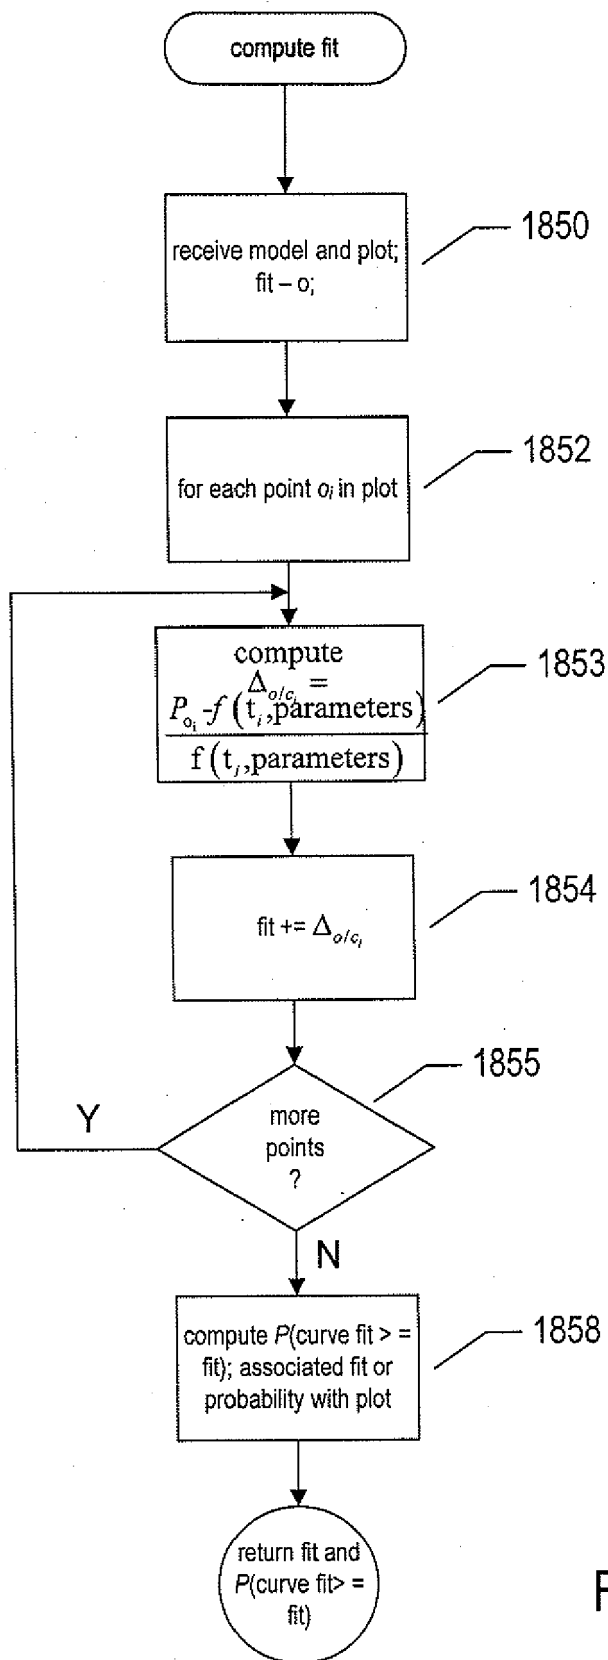 compute fit
receive model and plot;
fit – o;
1850
for each point oᵢ in plot
1852
compute
Δo/cᵢ =
Pₒᵢ -f (tᵢ,parameters)
f (tᵢ,parameters)
1853
fit += Δo/cᵢ
1854
more
points
?
1855
Y
N
compute P(curve fit > =
fit); associated fit or
probability with plot
1858
return fit and
P(curve fit> =
fit)
F